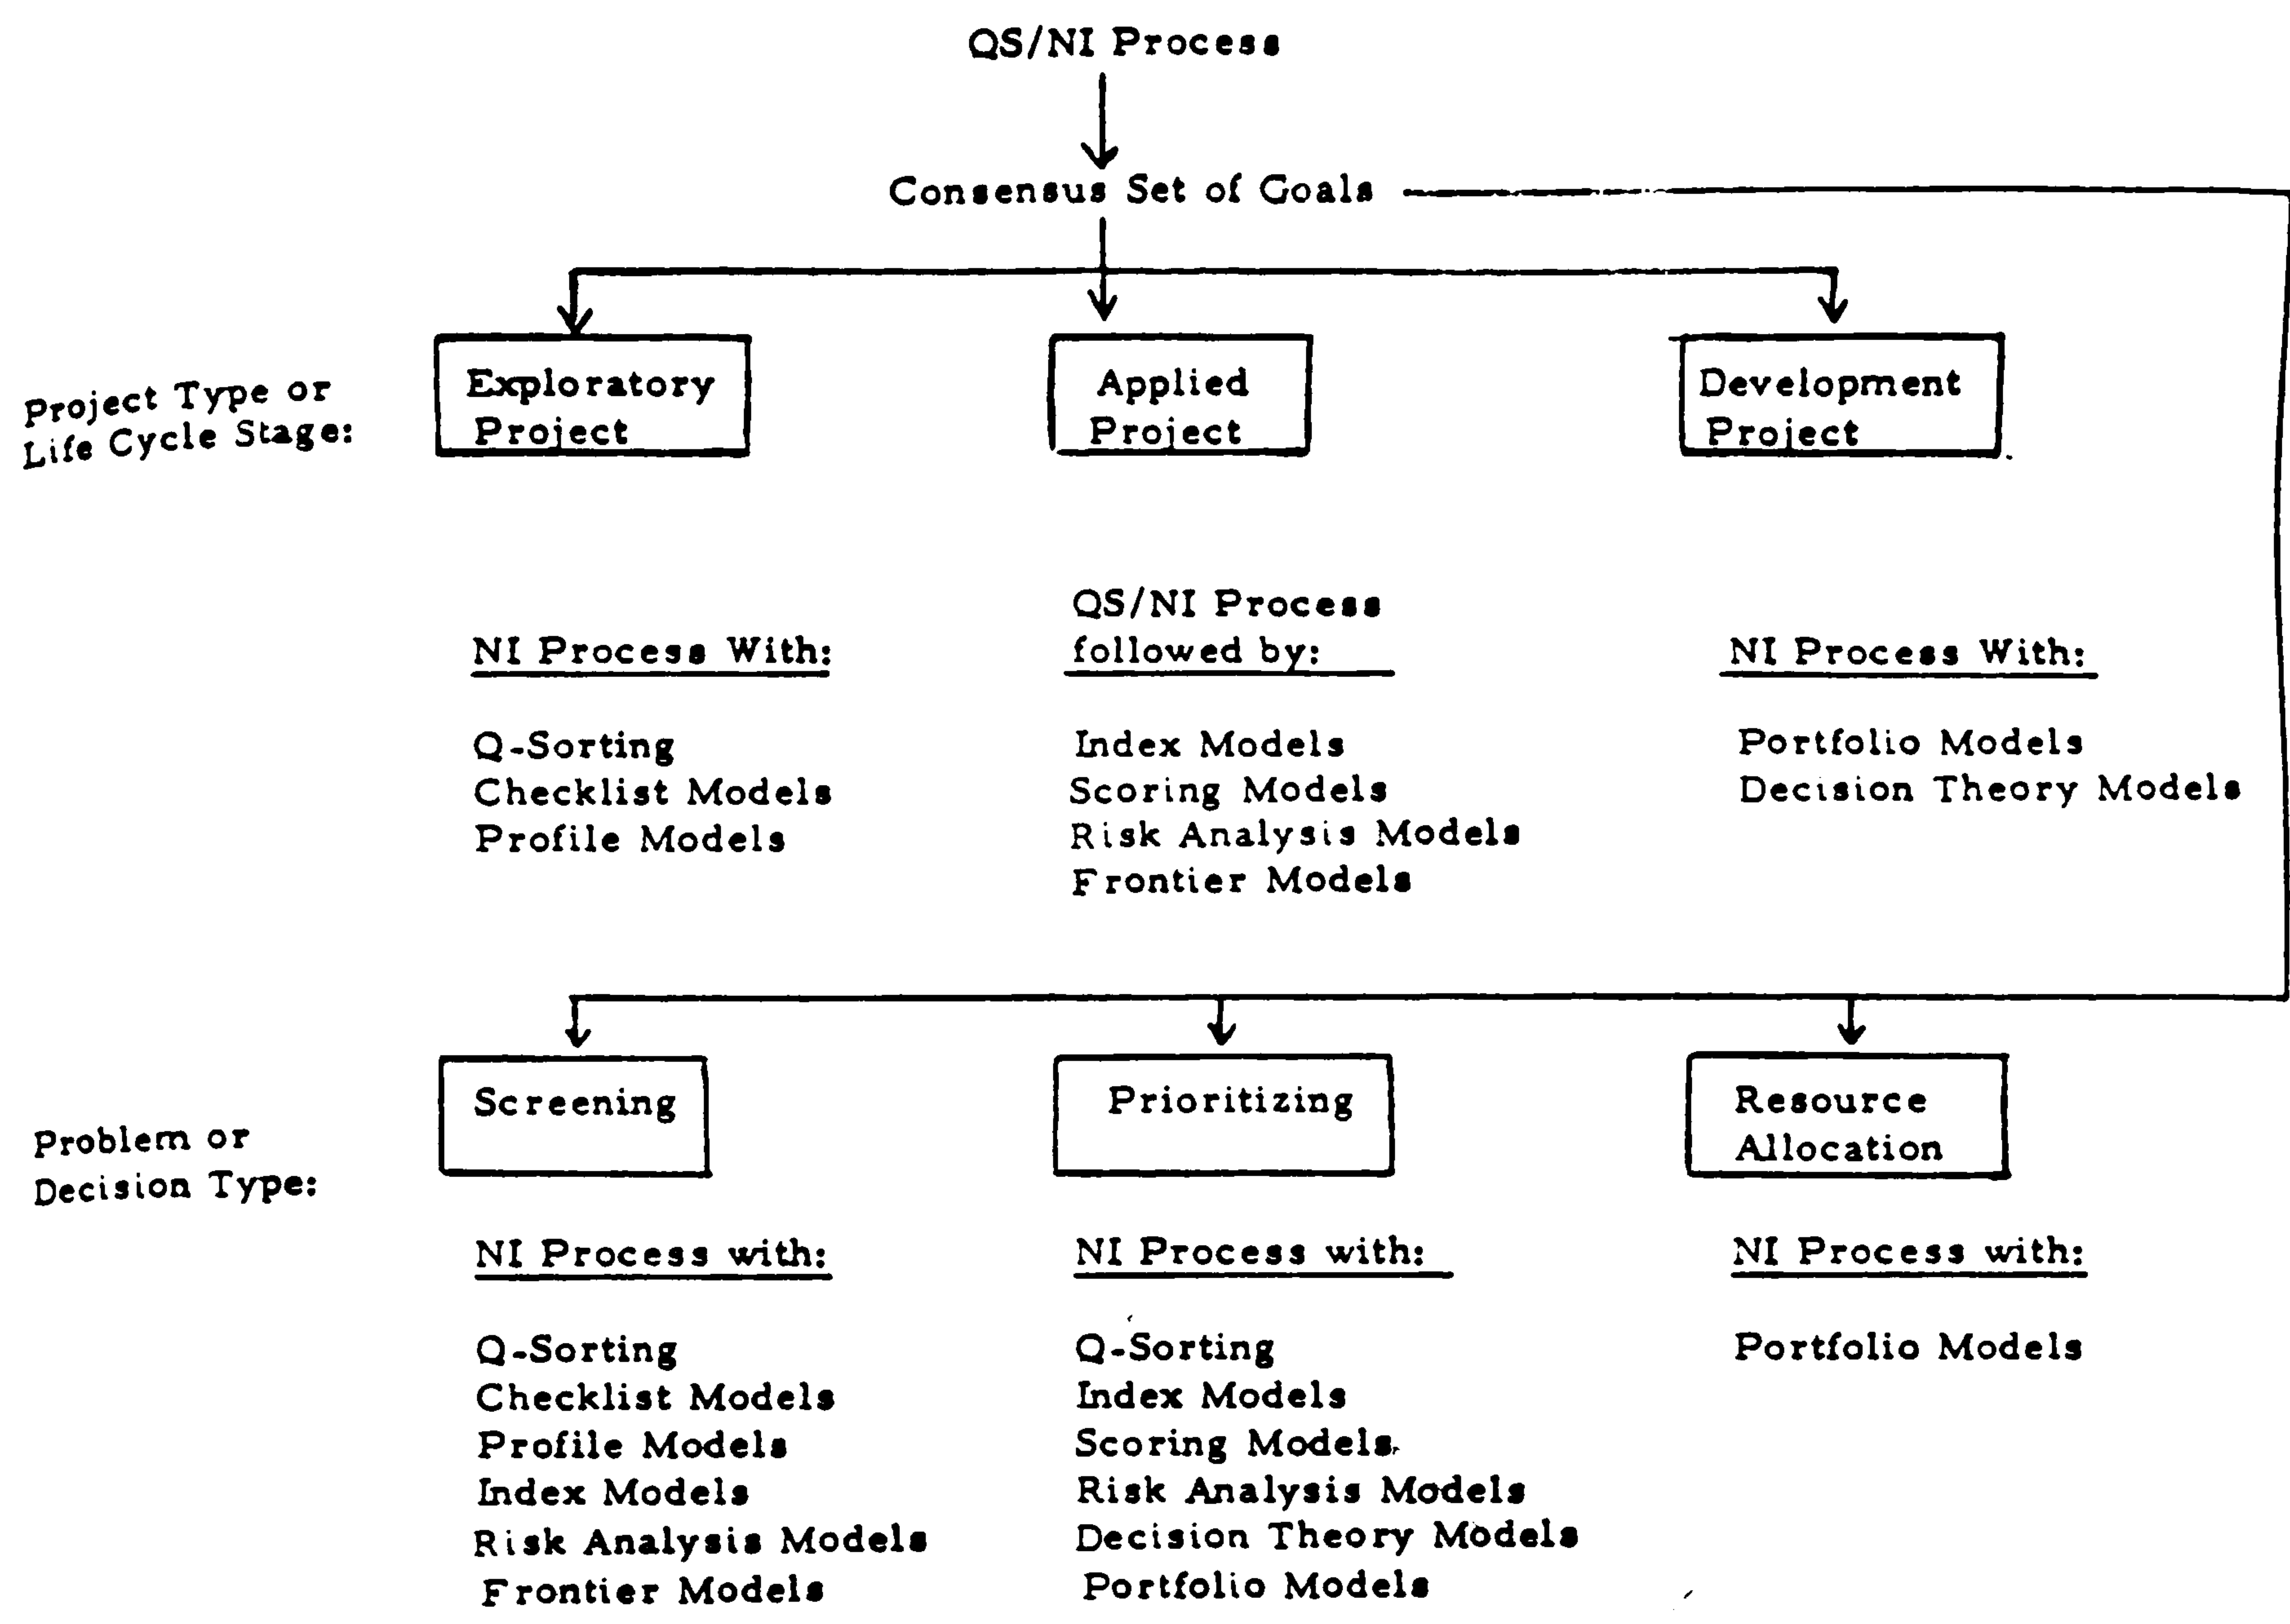 QS/NI Process
Consensus Set of Goals
Project Type or
Life Cycle Stage:
Exploratory
Project
Applied
Project
Development
Project
NI Process With:
Q-Sorting
Checklist Models
Profile Models
QS/NI Process
followed by:
Index Models
Scoring Models
Risk Analysis Models
Frontier Models
NI Process With:
Portfolio Models
Decision Theory Models
Problem or
Decision Type:
Screening
Prioritizing
Resource
Allocation
NI Process with:
Q-Sorting
Checklist Models
Profile Models
Index Models
Risk Analysis Models
Frontier Models
NI Process with:
Q-Sorting
Index Models
Scoring Models
Risk Analysis Models
Decision Theory Models
Portfolio Models
NI Process with:
Portfolio Models